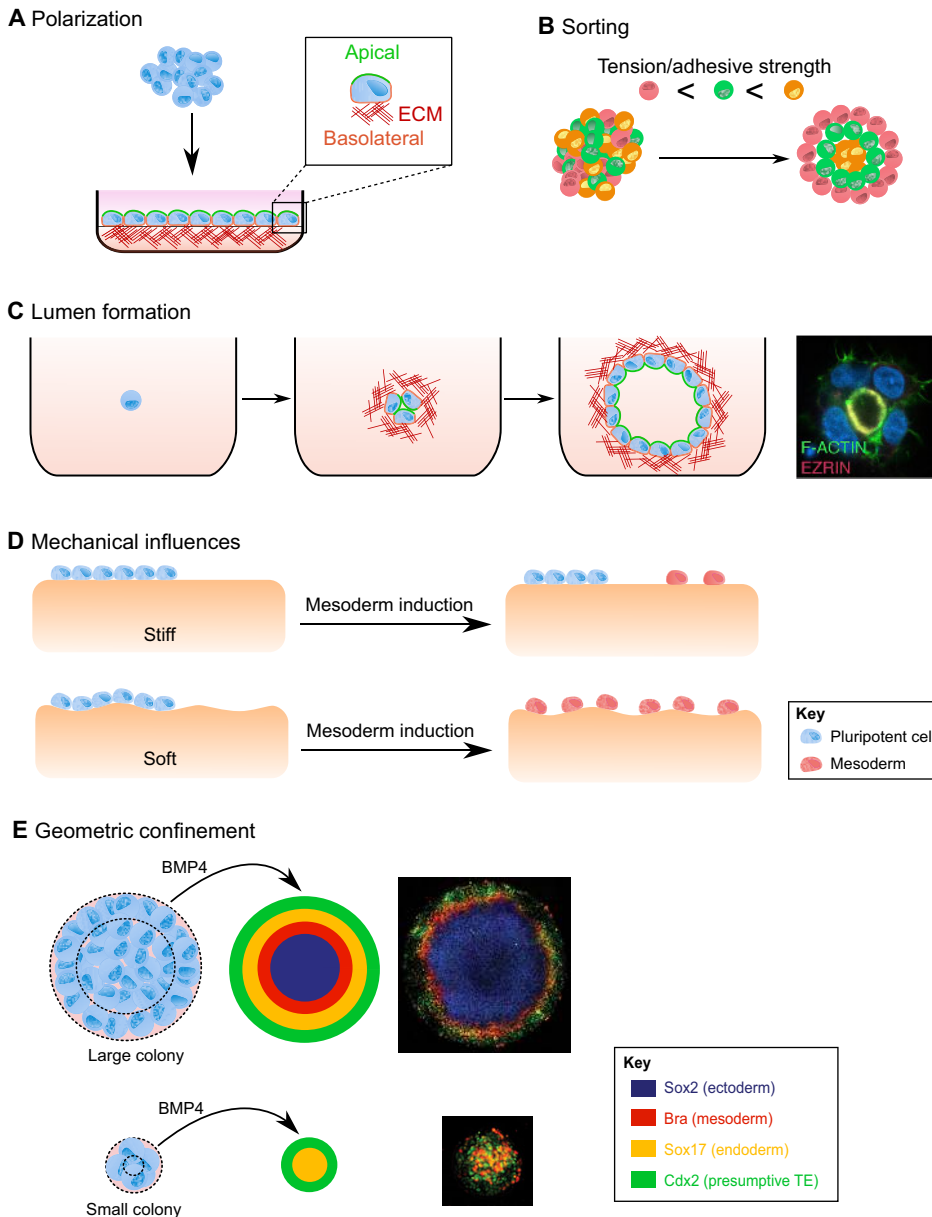 A Polarization
Apical
ECM
Basolateral
B Sorting
Tension/adhesive strength
< <
C Lumen formation
F-ACTIN
EZRIN
D Mechanical influences
Stiff
Mesoderm induction
Soft
Mesoderm induction
Key
Pluripotent cell
Mesoderm
E Geometric confinement
BMP4
Large colony
BMP4
Small colony
Key
Sox2 (ectoderm)
Bra (mesoderm)
Sox17 (endoderm)
Cdx2 (presumptive TE)